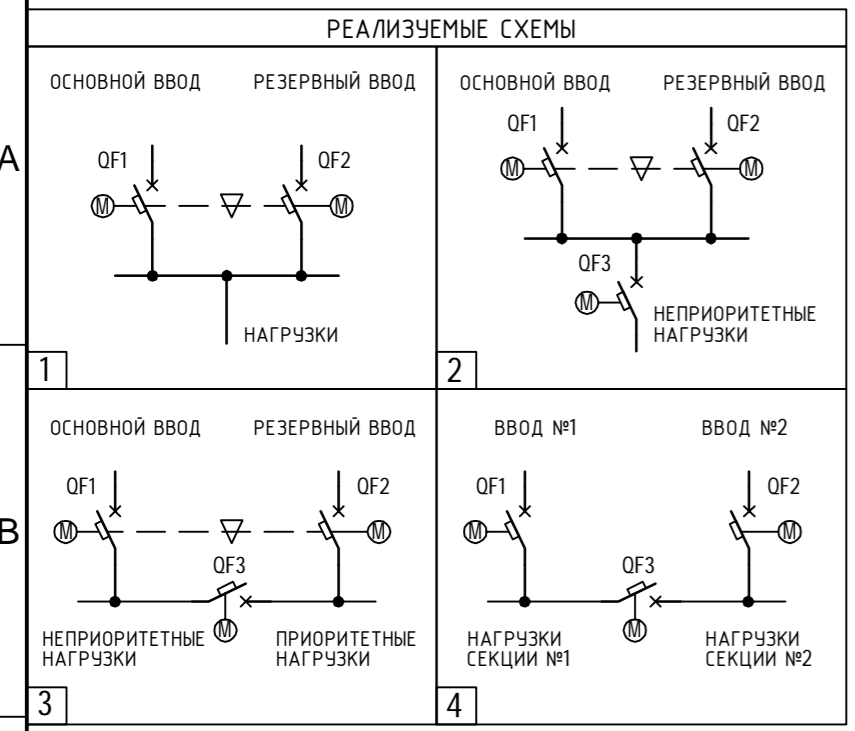 РЕАЛИЗУЕМЫЕ СХЕМЫ
A
B
ОСНОВНОЙ ВВОД
РЕЗЕРВНЫЙ ВВОД
QF1
QF2
M
M
НАГРУЗКИ
1
ОСНОВНОЙ ВВОД
РЕЗЕРВНЫЙ ВВОД
QF1
QF2
M
M
QF3
M
НЕПРИОРИТЕТНЫЕ
НАГРУЗКИ
2
ОСНОВНОЙ ВВОД
РЕЗЕРВНЫЙ ВВОД
QF1
QF2
M
M
QF3
M
НЕПРИОРИТЕТНЫЕ
НАГРУЗКИ
ПРИОРИТЕТНЫЕ
НАГРУЗКИ
3
ВВОД №1
ВВОД №2
QF1
QF2
M
M
QF3
M
НАГРУЗКИ
СЕКЦИИ №1
НАГРУЗКИ
СЕКЦИИ №2
4